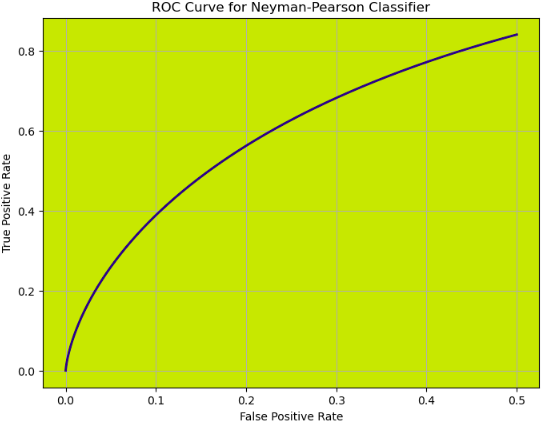 ROC Curve for Neyman-Pearson Classifier
True Positive Rate
0.8
0.6
0.4
0.2
0.0
0.0 0.1 0.2 0.3 0.4 0.5
False Positive Rate